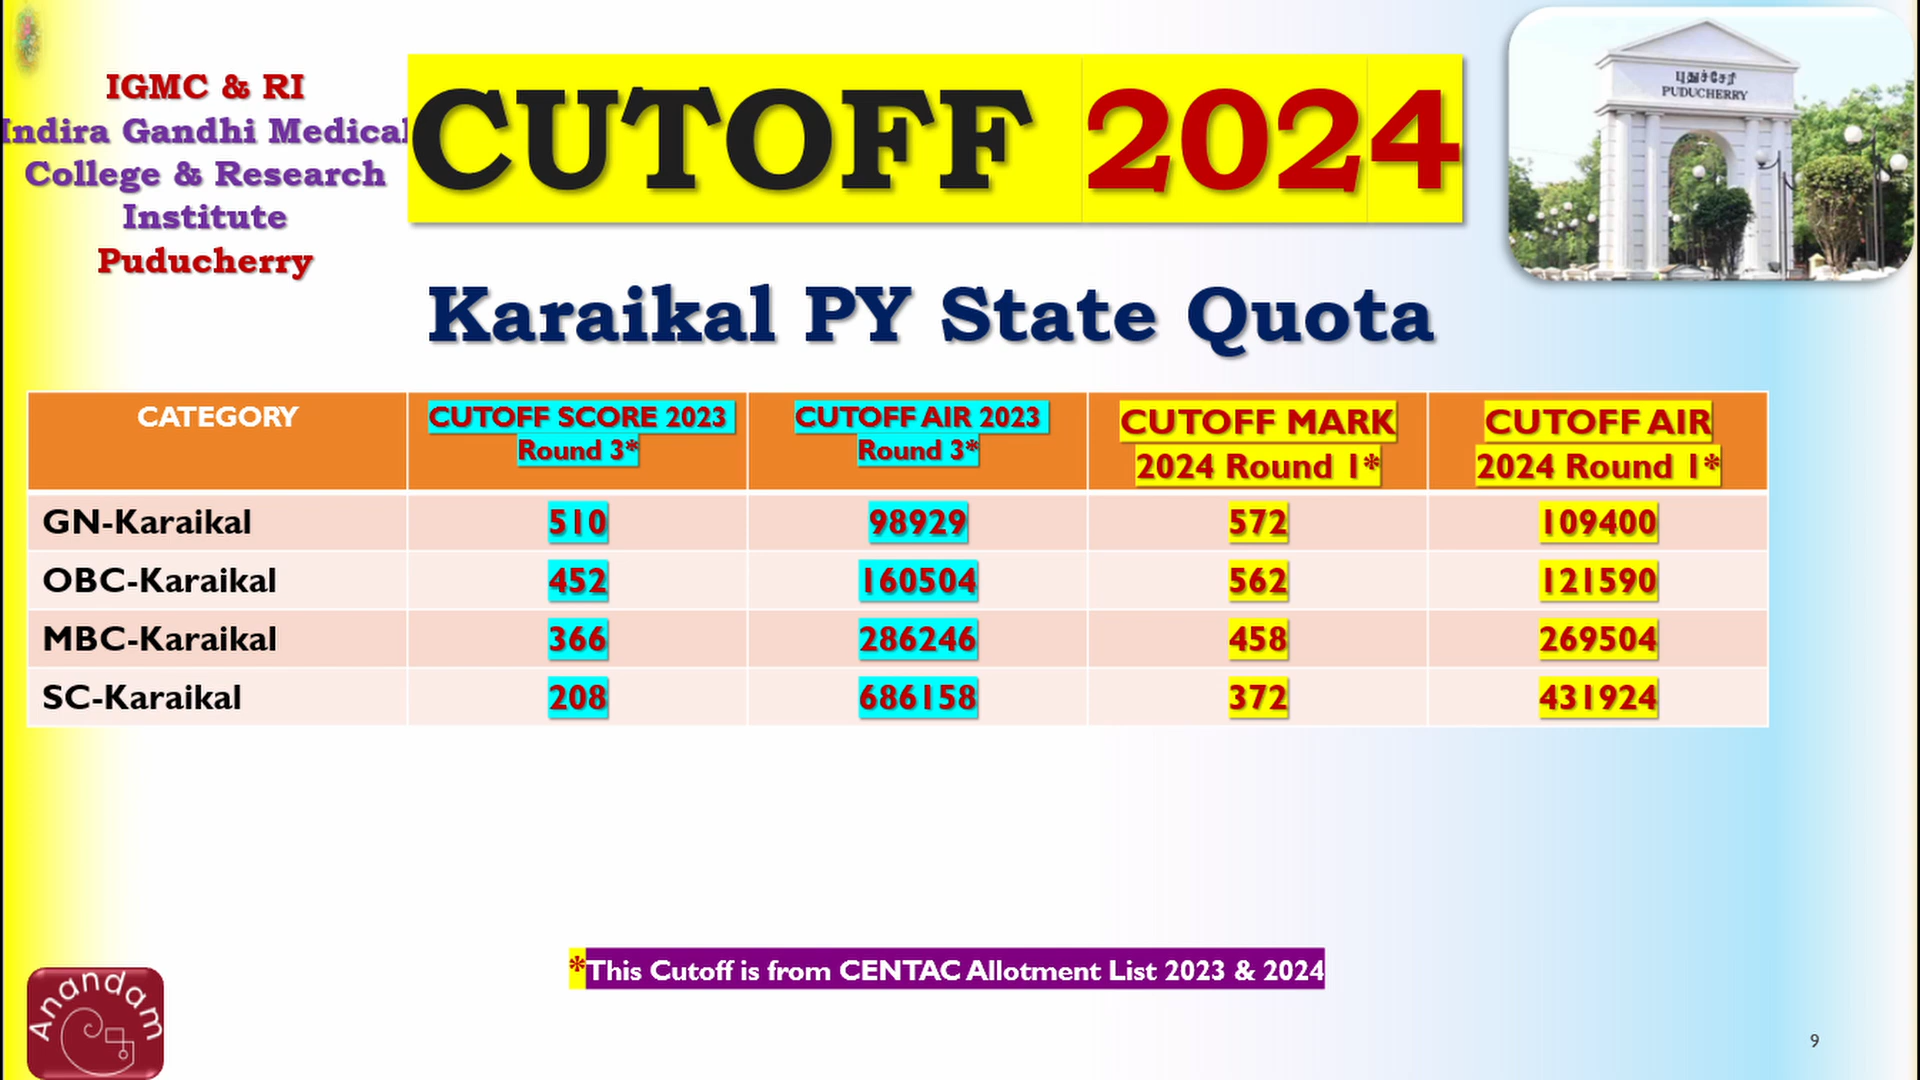 IGMC & RI
Indira Gandhi Medical
College & Research
Institute
Puducherry
CUTOFF 2024
புதுச்சேரி
PUDUCHERRY
Karaikal PY State Quota
CATEGORY
CUTOFF SCORE 2023
Round 3*
CUTOFF AIR 2023
Round 3*
CUTOFF MARK
2024 Round 1*
CUTOFF AIR
2024 Round 1*
GN-Karaikal 510 98929 572 109400
OBC-Karaikal 452 160504 562 121590
MBC-Karaikal 366 286246 458 269504
SC-Karaikal 208 686158 372 431924
*This Cutoff is from CENTAC Allotment List 2023 & 2024
Anandam
9